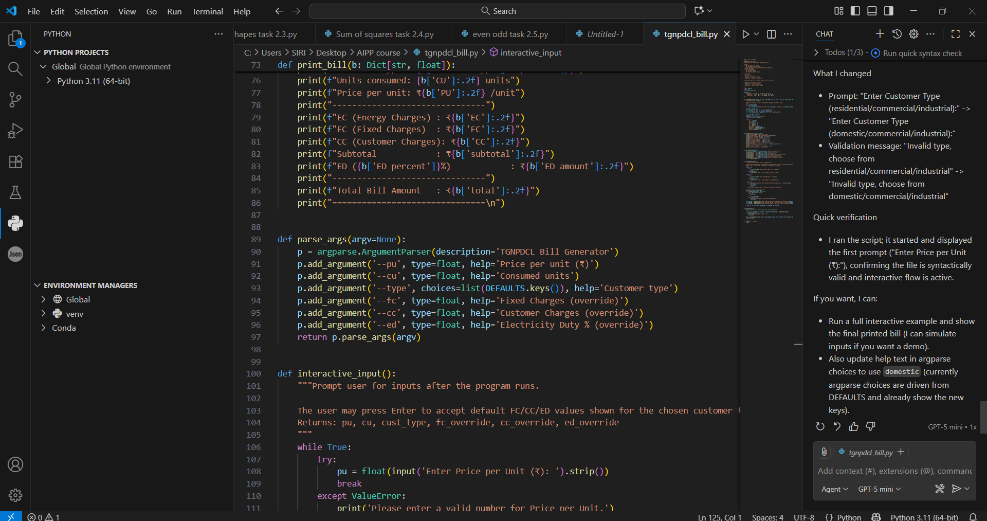 File Edit Selection View Go Run Terminal Help
Search
PYTHON
PYTHON PROJECTS
Global Global Python environment
Python 3.11 (64-bit)
ENVIRONMENT MANAGERS
Global
venv
Conda
hapes task 2.3.py
Sum of squares task 2.4.py
even odd task 2.5.py
Untitled-1
tgnpdcl_bill.py
C: > Users > SIRI > Desktop > AIPP course > tgnpdcl_bill.py > interactive_input
73 def print_bill(b: Dict[str, float]):
76 print(f"Units consumed: {b['CU']:.2f} units")
77 print(f"Price per unit: ₹{b['PU']:.2f} /unit")
78 print("-------------------------------")
79 print(f"EC (Energy Charges) : ₹{b['EC']:.2f}")
80 print(f"FC (Fixed Charges)  : ₹{b['FC']:.2f}")
81 print(f"CC (Customer Charges): ₹{b['CC']:.2f}")
82 print(f"Subtotal            : ₹{b['subtotal']:.2f}")
83 print(f"ED ({b['ED percent']}%)            : ₹{b['ED amount']:.2f}")
84 print("-------------------------------")
85 print(f"Total Bill Amount   : ₹{b['total']:.2f}")
86 print("===============================\n")
87
88
89 def parse_args(argv=None):
90 p = argparse.ArgumentParser(description='TGNPDCL Bill Generator')
91 p.add_argument('--pu', type=float, help='Price per unit (₹)')
92 p.add_argument('--cu', type=float, help='Consumed units')
93 p.add_argument('--type', choices=list(DEFAULTS.keys()), help='Customer type')
94 p.add_argument('--fc', type=float, help='Fixed Charges (override)')
95 p.add_argument('--cc', type=float, help='Customer Charges (override)')
96 p.add_argument('--ed', type=float, help='Electricity Duty % (override)')
97 return p.parse_args(argv)
98
99
100 def interactive_input():
101 """Prompt user for inputs after the program runs.
102
103 The user may press Enter to accept default FC/CC/ED values shown for the chosen customer
104 Returns: pu, cu, cust_type, fc_override, cc_override, ed_override
105 """
106 while True:
107 try:
108 pu = float(input('Enter Price per Unit (₹): ').strip())
109 break
110 except ValueError:
111 print('Please enter a valid number for Price per Unit.')
CHAT
Todos (1/3) - Run quick syntax check
What I changed
• Prompt: "Enter Customer Type
(residential/commercial/industrial):" ->
"Enter Customer Type
(domestic/commercial/industrial):"
• Validation message: "Invalid type,
choose from
residential/commercial/industrial" ->
"Invalid type, choose from
domestic/commercial/industrial"
Quick verification
• I ran the script; it started and displayed
the first prompt ("Enter Price per Unit
(₹):"), confirming the file is syntactically
valid and interactive flow is active.
If you want, I can:
• Run a full interactive example and show
the final printed bill (I can simulate
inputs if you want a demo).
• Also update help text in argparse
choices to use domestic (currently
argparse choices are driven from
DEFAULTS and already show the new
keys).
GPT-5 mini • 1x
tgnpdcl_bill.py
Add context (#), extensions (@), command
Agent GPT-5 mini
0 1
Ln 125, Col 1 Spaces: 4 UTF-8 {} Python Python 3.11 (64-bit)